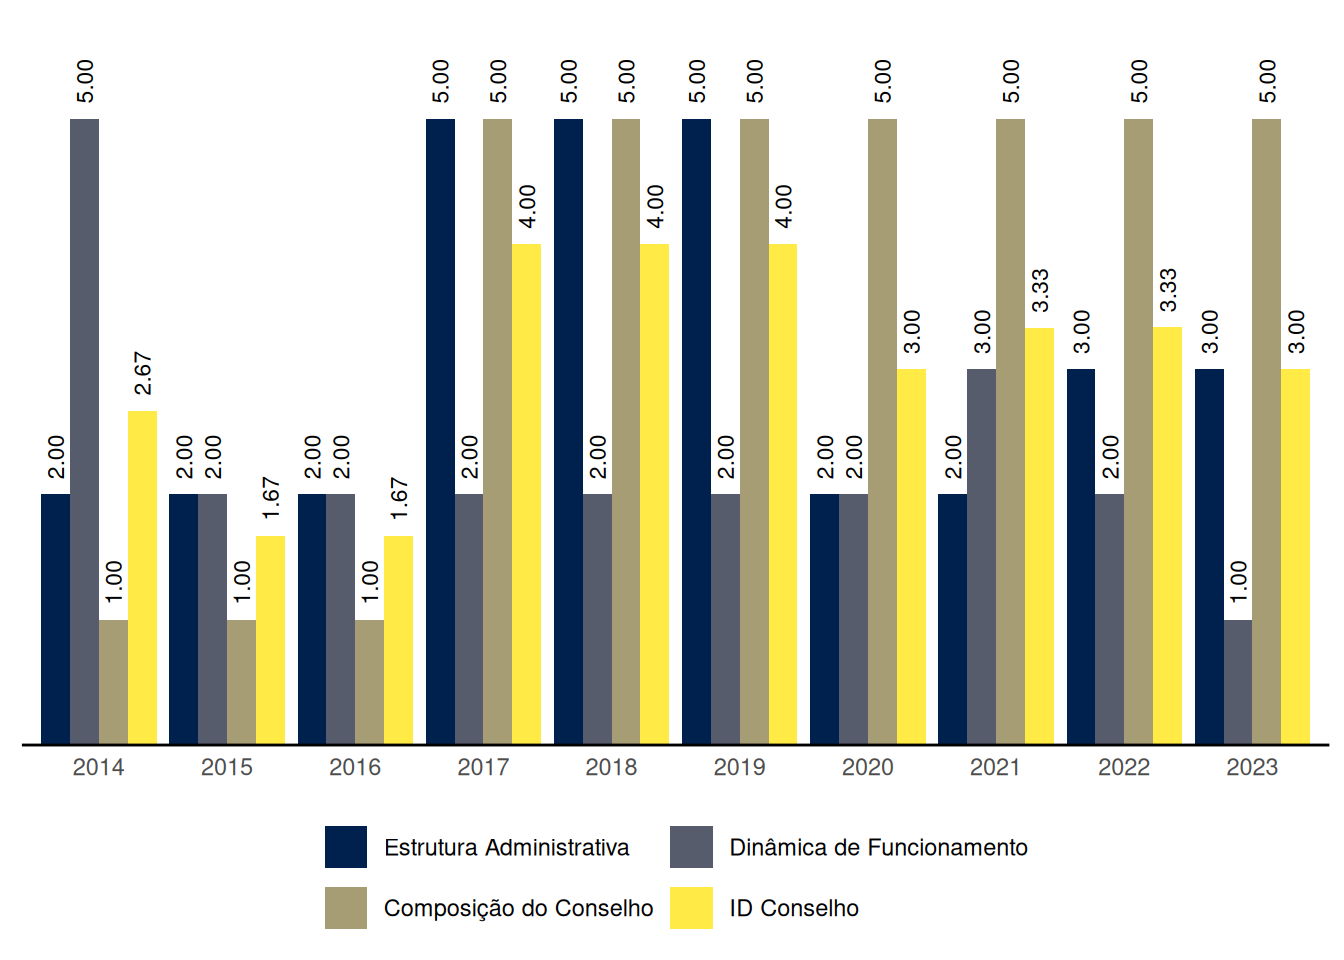 2.00 5.00 1.00 2.67 2.00 2.00 1.00 1.67 2.00 2.00 1.00 1.67 5.00 2.00 5.00 4.00 5.00 2.00 5.00 4.00 5.00 2.00 5.00 4.00 2.00 2.00 5.00 3.00 2.00 3.00 5.00 3.33 3.00 2.00 5.00 3.33 3.00 1.00 5.00 3.00
2014 2015 2016 2017 2018 2019 2020 2021 2022 2023
Estrutura Administrativa Dinâmica de Funcionamento
Composição do Conselho ID Conselho